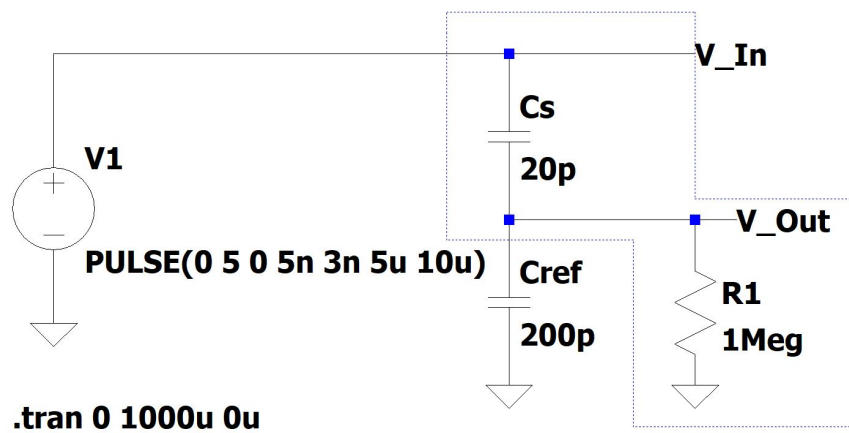 V_In
Cs
V1
20p
V_Out
PULSE(0 5 0 5n 3n 5u 10u)
Cref
R1
200p
1Meg
.tran 0 1000u 0u